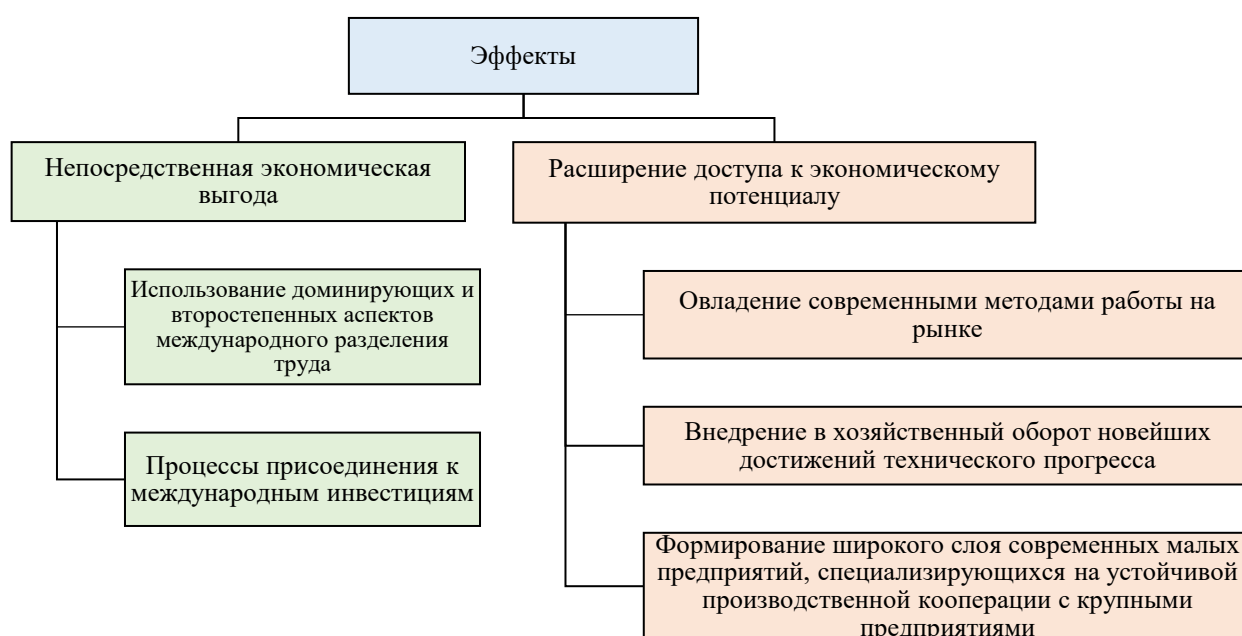 Эффекты
Непосредственная экономическая
выгода
Использование доминирующих и
второстепенных аспектов
международного разделения
труда
Процессы присоединения к
международным инвестициям
Расширение доступа к экономическому
потенциалу
Овладение современными методами работы на
рынке
Внедрение в хозяйственный оборот новейших
достижений технического прогресса
Формирование широкого слоя современных малых
предприятий, специализирующихся на устойчивой
производственной кооперации с крупными
предприятиями